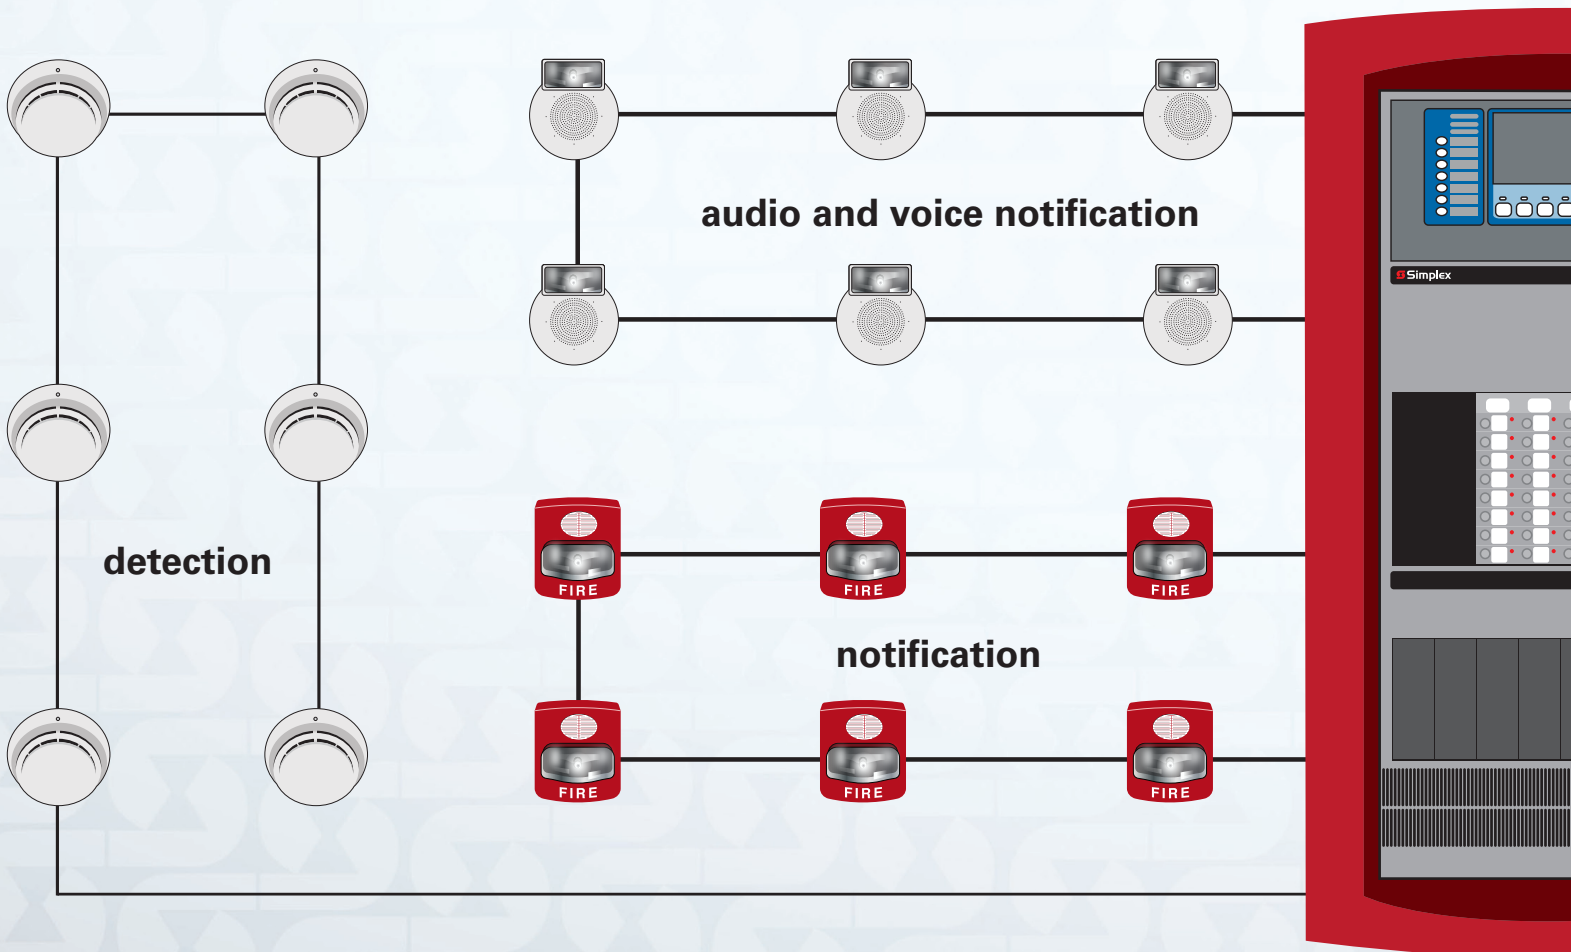 audio and voice notification
Simplex
detection
FIRE
FIRE
FIRE
notification
FIRE
FIRE
FIRE